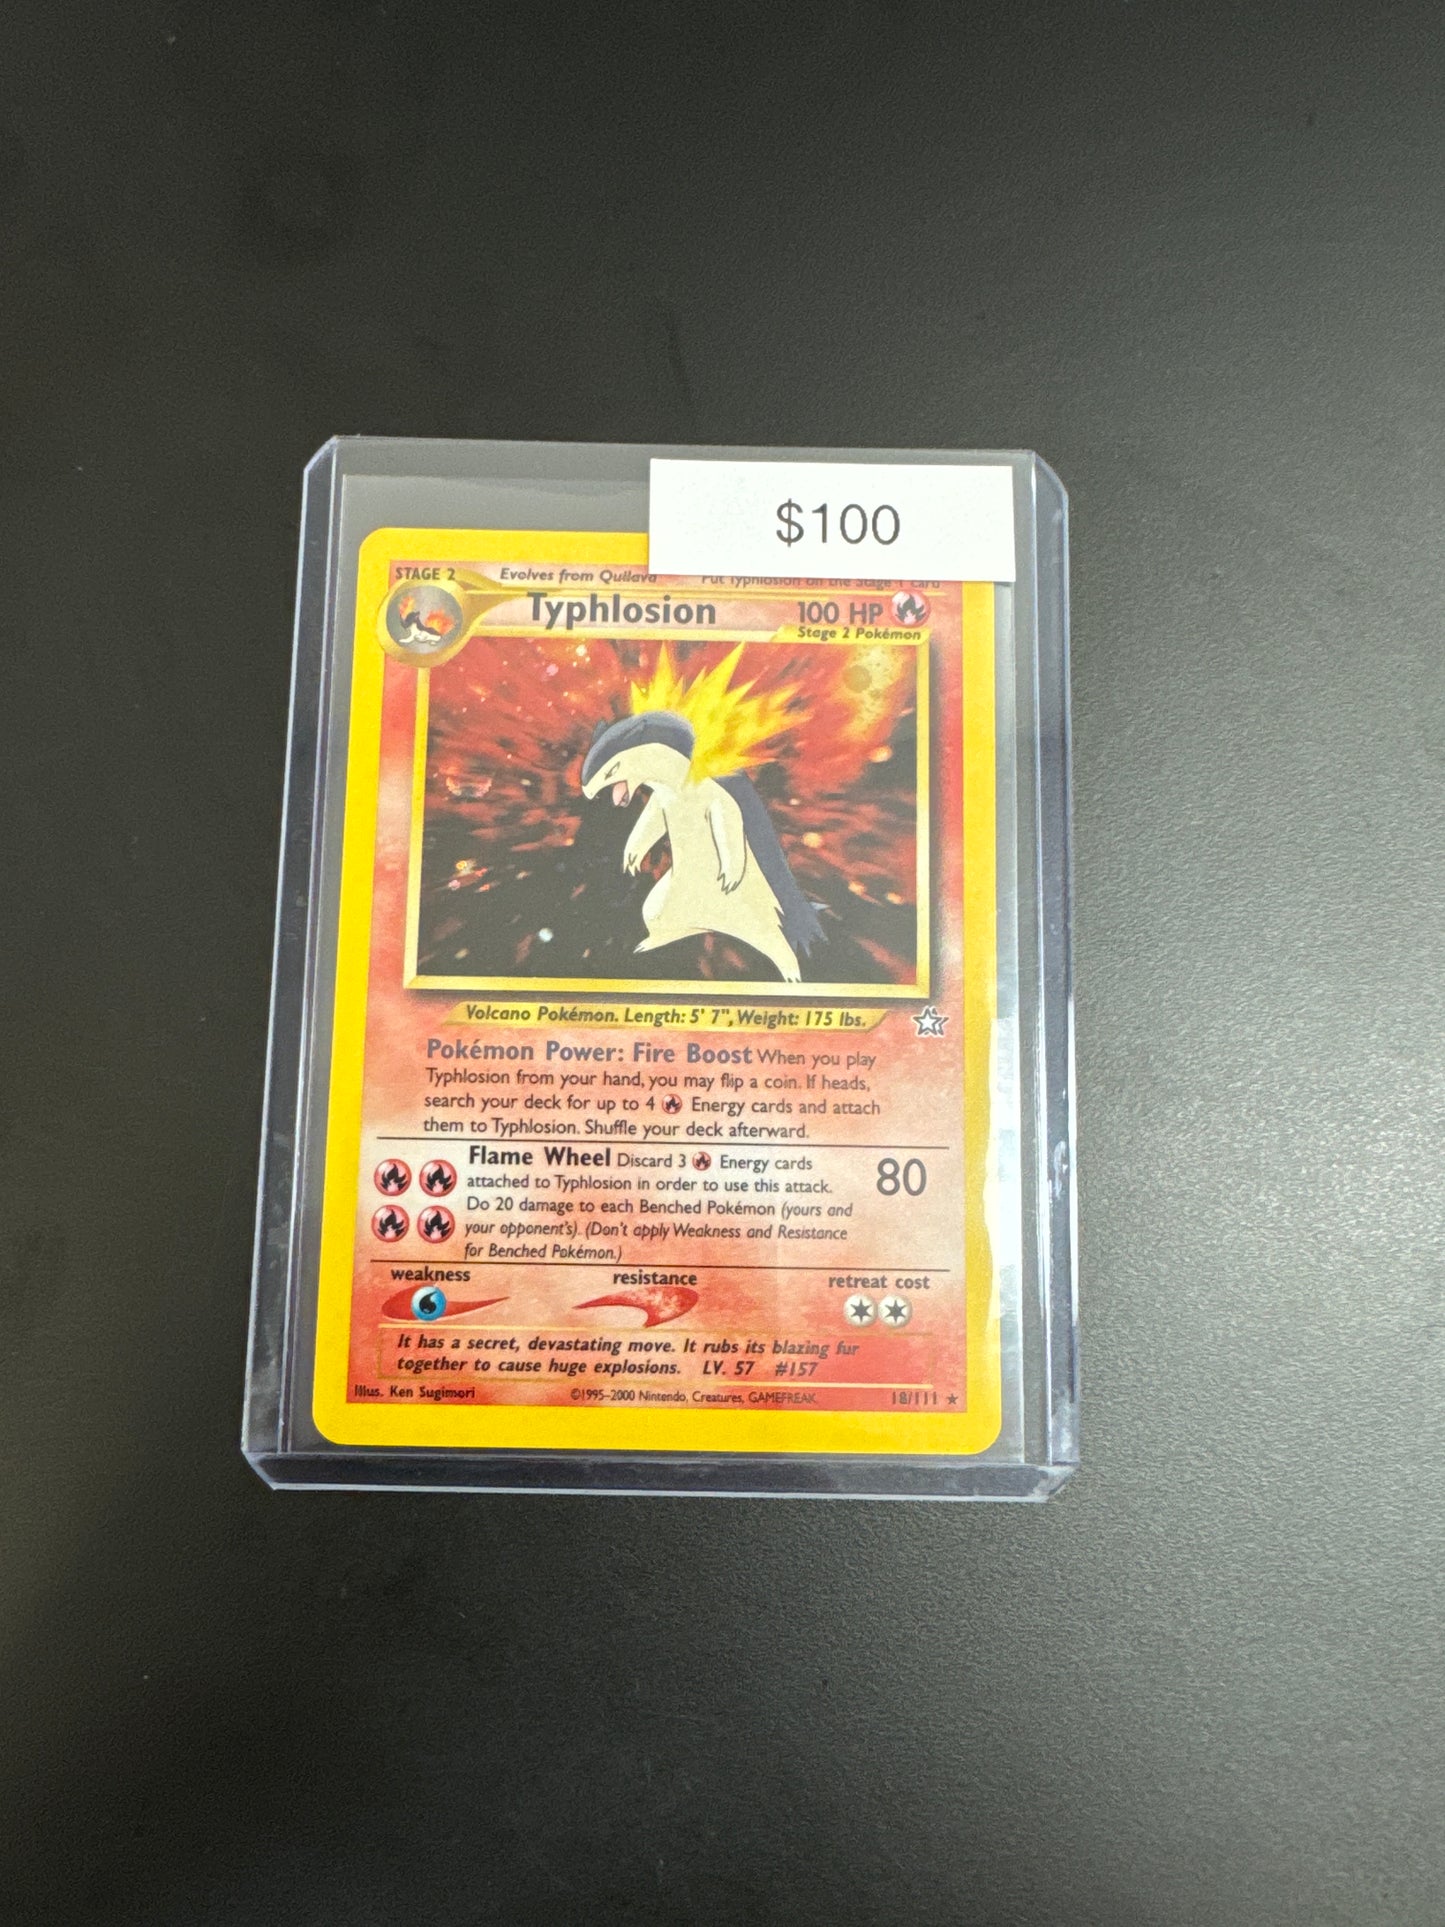 $100
STAGE 2 Evolves from Quilava Put Typhlosion on the Stage 1 card
Typhlosion 100 HP
Stage 2 Pokémon
Volcano Pokémon. Length: 5' 7", Weight: 175 lbs.
Pokémon Power: Fire Boost When you play
Typhlosion from your hand, you may flip a coin. If heads,
search your deck for up to 4 Energy cards and attach
them to Typhlosion. Shuffle your deck afterward.
Flame Wheel Discard 3 Energy cards
attached to Typhlosion in order to use this attack. 80
Do 20 damage to each Benched Pokémon (yours and
your opponent's). (Don't apply Weakness and Resistance
for Benched Pokémon.)
weakness resistance retreat cost
It has a secret, devastating move. It rubs its blazing fur
together to cause huge explosions. LV. 57 #157
Illus. Ken Sugimori ©1995–2000 Nintendo, Creatures, GAMEFREAK. 18/111 ★